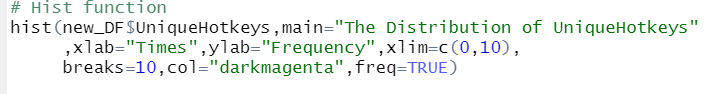 # Hist function
hist(new_DF$UniqueHotkeys,main="The Distribution of UniqueHotkeys"
,xlab="Times",ylab="Frequency",xlim=c(0,10),
breaks=10,col="darkmagenta",freq=TRUE)